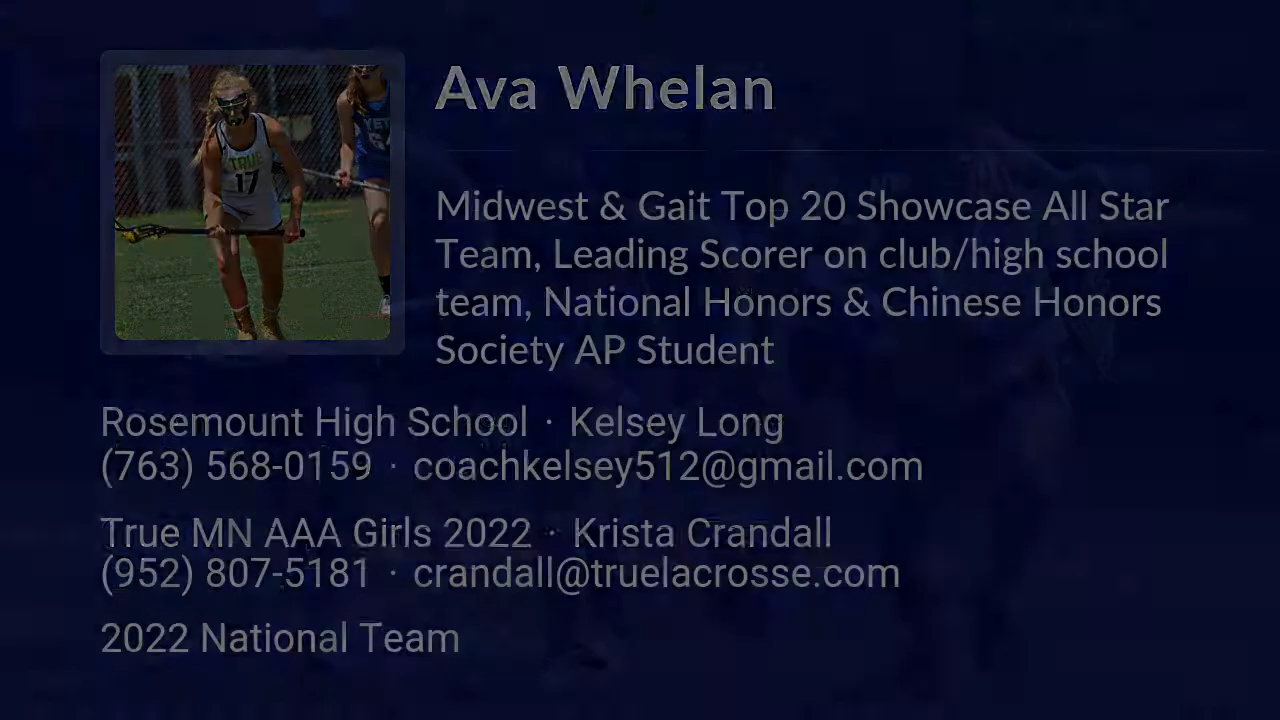 Ava Whelan
TRUE
17
Midwest & Gait Top 20 Showcase All Star
Team, Leading Scorer on club/high school
team, National Honors & Chinese Honors
Society AP Student
Rosemount High School · Kelsey Long
(763) 568-0159 · coachkelsey512@gmail.com
True MN AAA Girls 2022 · Krista Crandall
(952) 807-5181 · crandall@truelacrosse.com
2022 National Team